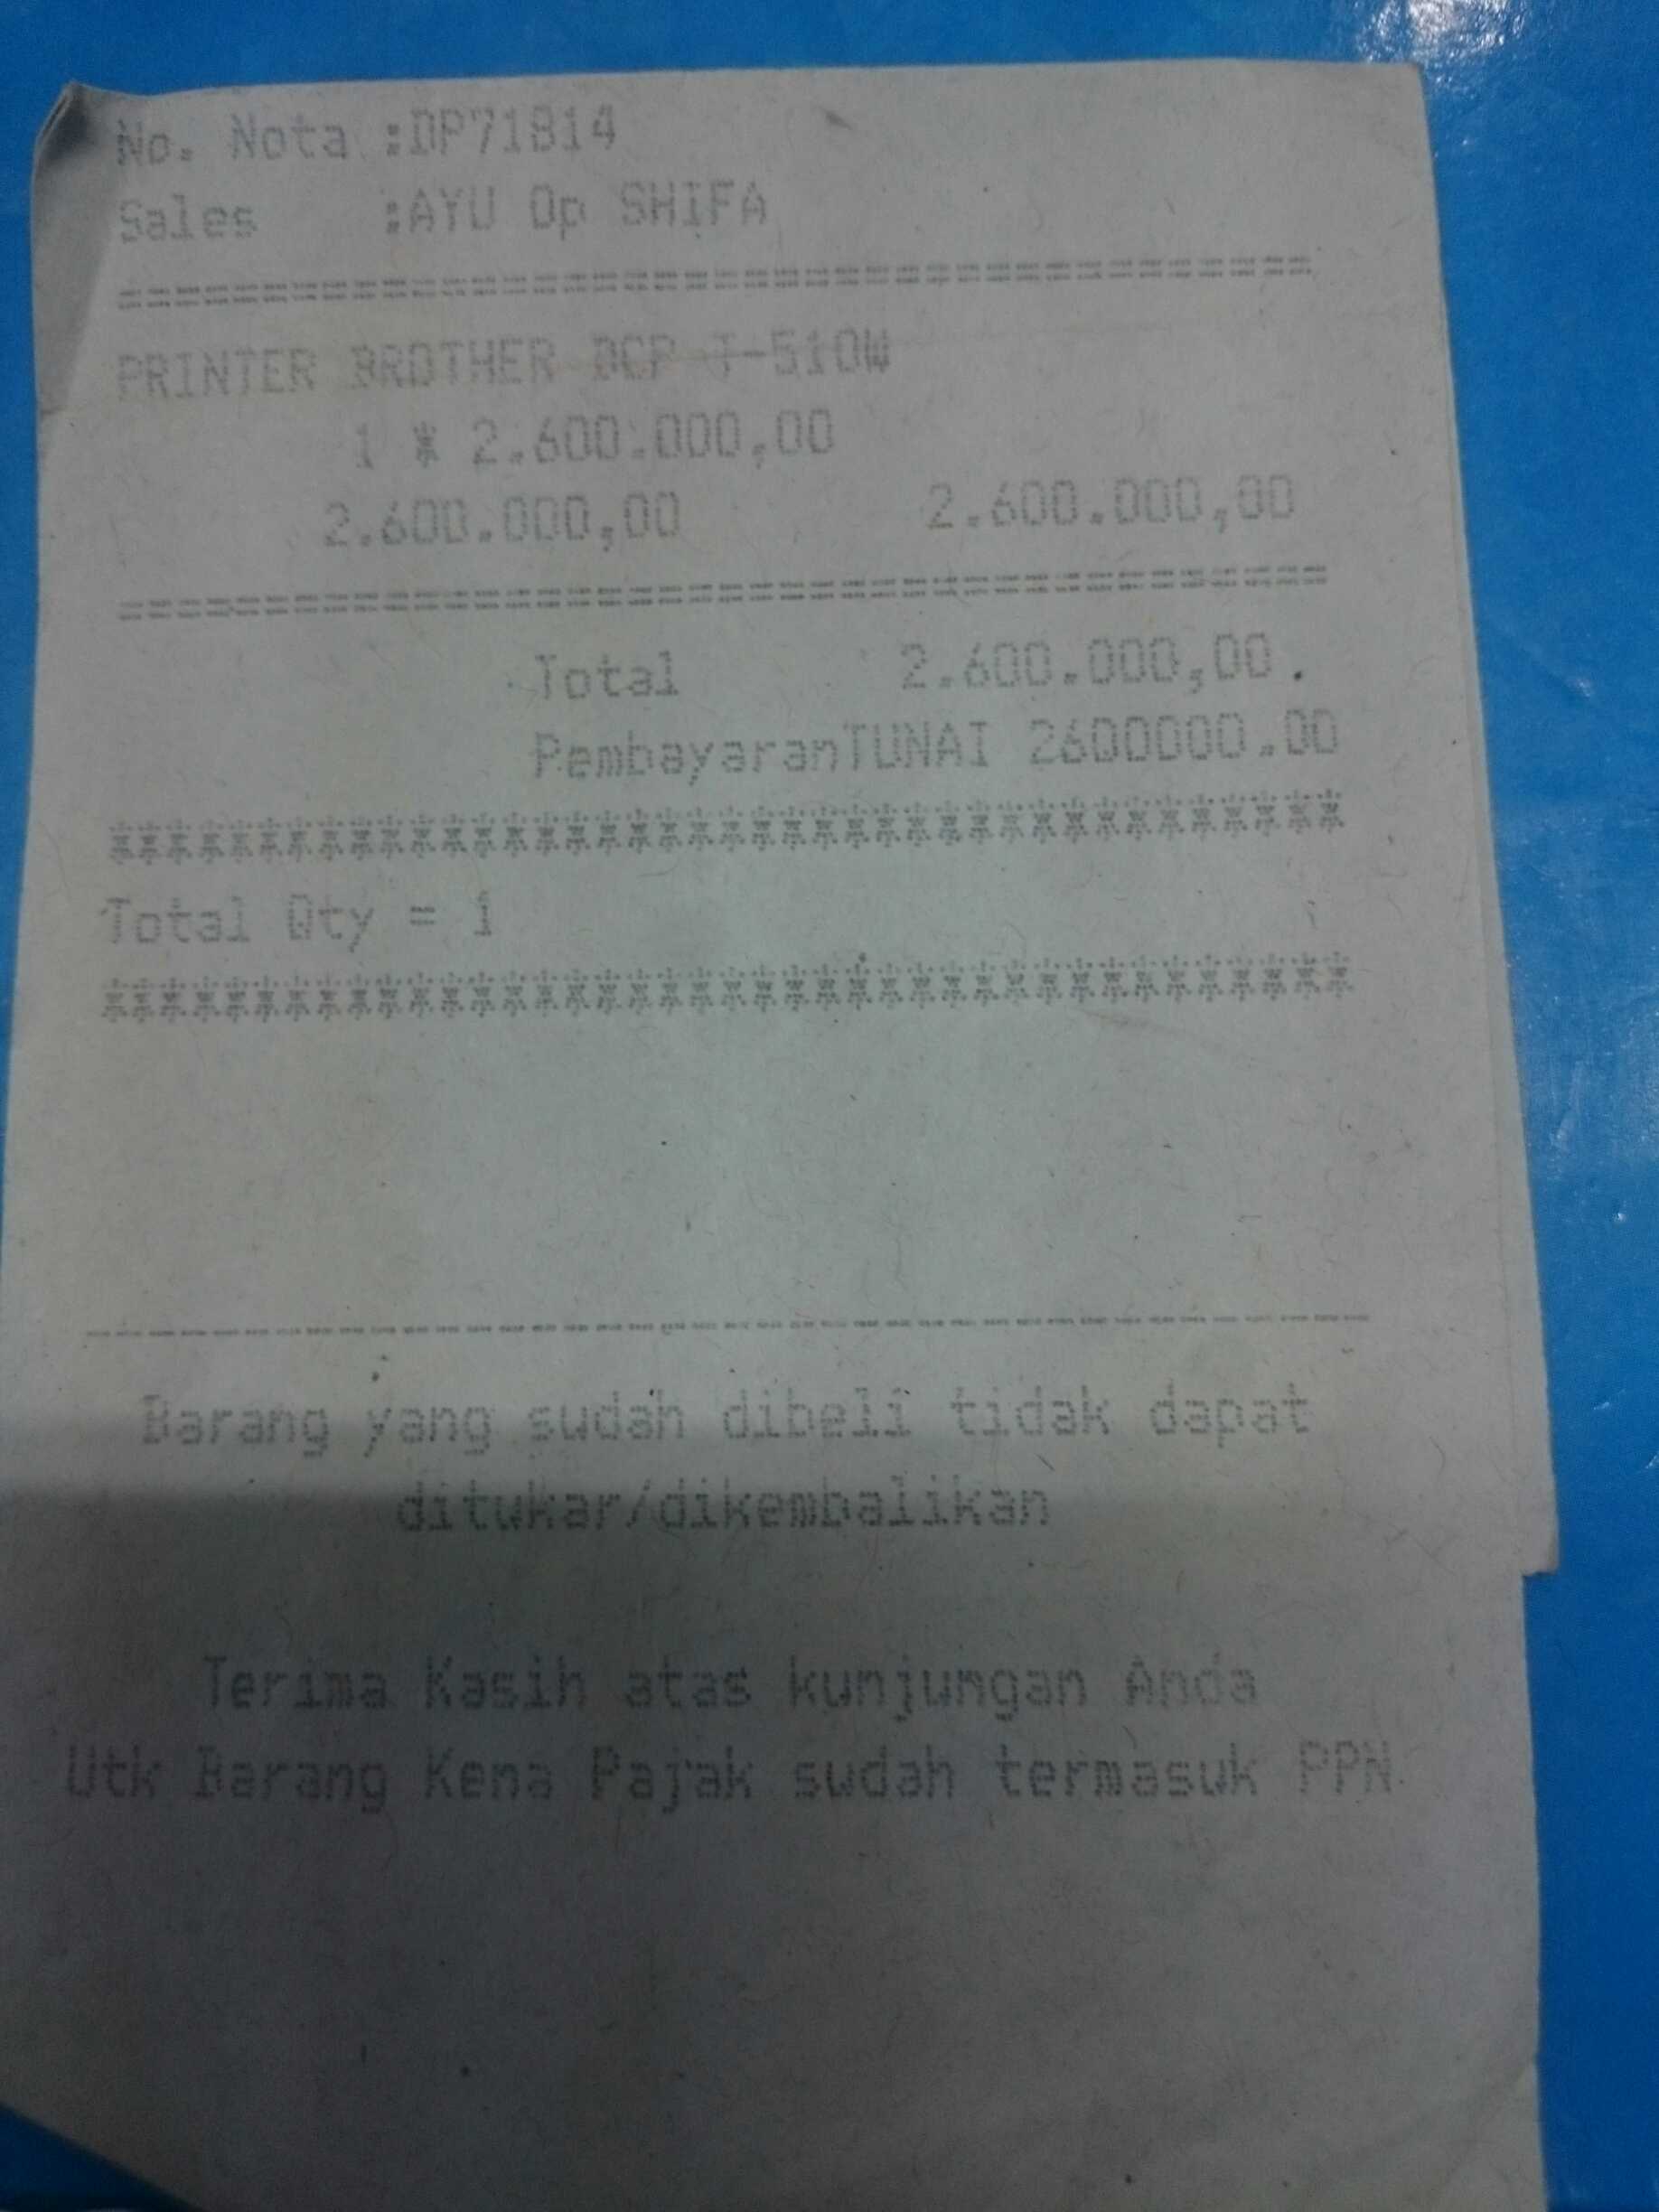 No. Nota :DP71814
Sales :AYU Op SHIFA
PRINTER BROTHER DCP T-510W
1 * 2.600.000,00
2.600.000,00 2.600.000,00
Total 2.600.000,00.
PembayaranTUNAI 2600000.00
Total Qty = 1
Barang yang sudah dibeli tidak dapat
ditukar/dikembalikan
Terima Kasih atas kunjungan Anda
Utk Barang Kena Pajak sudah termasuk PPN